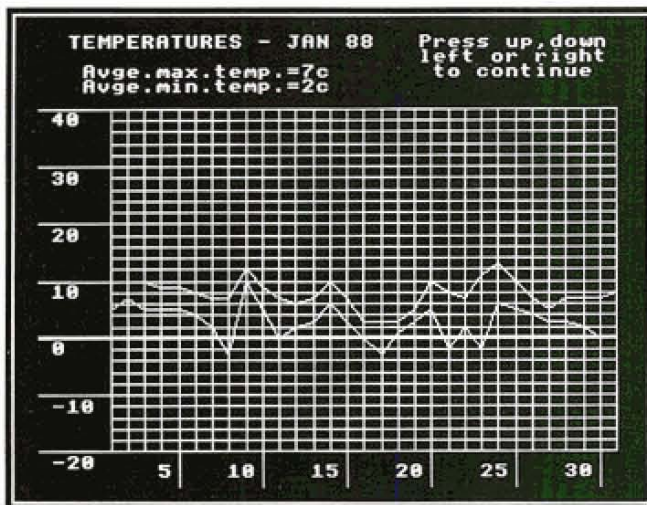 TEMPERATURES - JAN 88
Press up,down
left or right
to continue
Avge.max.temp.=7c
Avge.min.temp.=2c
40
30
20
10
0
-10
-20
5 10 15 20 25 30